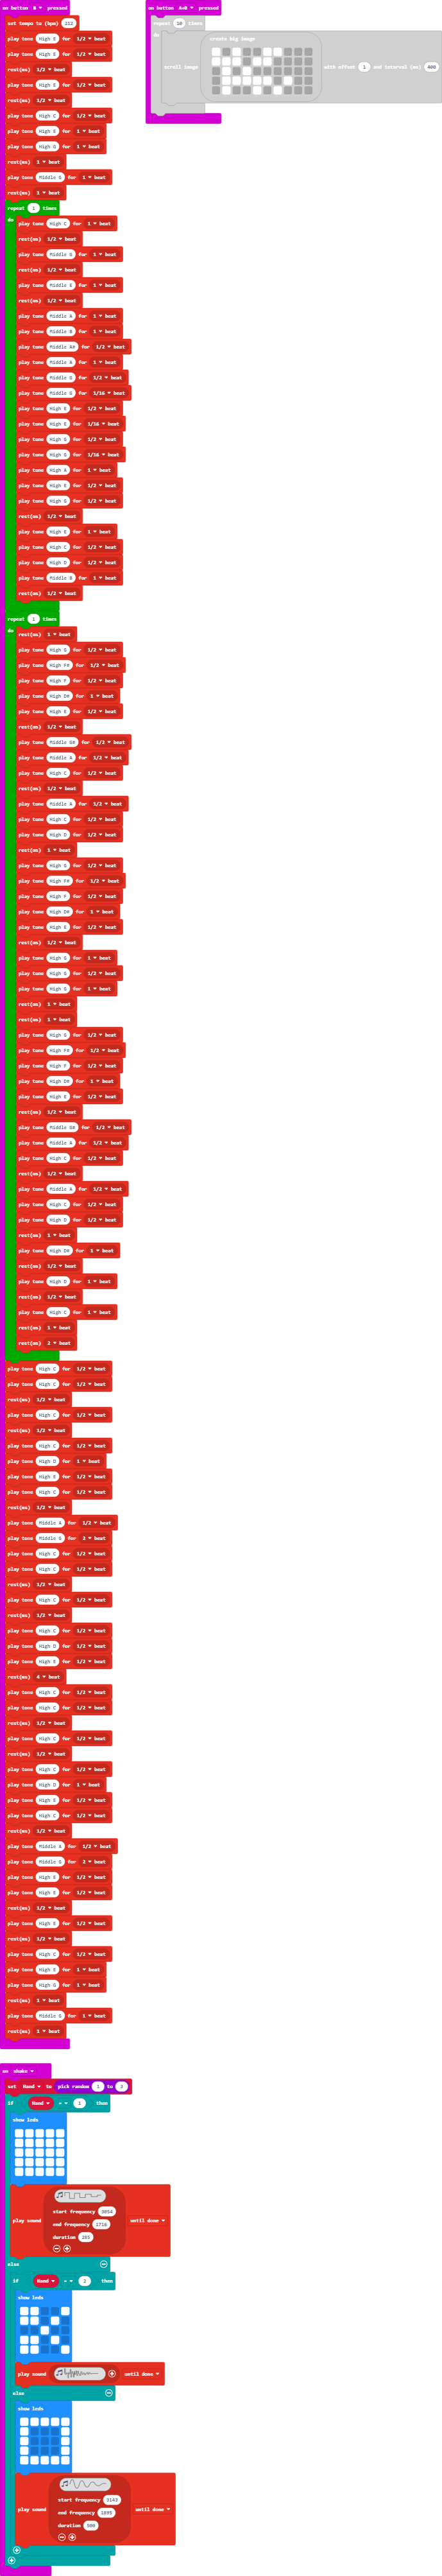 on button B pressed
set tempo to (bpm) 212
play tone High E for 1/2 beat
play tone High E for 1/2 beat
rest(ms) 1/2 beat
play tone High E for 1/2 beat
rest(ms) 1/2 beat
play tone High C for 1/2 beat
play tone High E for 1 beat
play tone High G for 1 beat
rest(ms) 1 beat
play tone Middle G for 1 beat
rest(ms) 1 beat
repeat 1 times
do
play tone High C for 1 beat
rest(ms) 1/2 beat
play tone Middle G for 1 beat
rest(ms) 1/2 beat
play tone Middle E for 1 beat
rest(ms) 1/2 beat
play tone Middle A for 1 beat
play tone Middle B for 1 beat
play tone Middle A# for 1/2 beat
play tone Middle A for 1 beat
play tone Middle G for 1/2 beat
play tone Middle G for 1/16 beat
play tone High E for 1/2 beat
play tone High E for 1/16 beat
play tone High G for 1/2 beat
play tone High G for 1/16 beat
play tone High A for 1 beat
play tone High E for 1/2 beat
play tone High G for 1/2 beat
rest(ms) 1/2 beat
play tone High E for 1 beat
play tone High C for 1/2 beat
play tone High D for 1/2 beat
play tone Middle B for 1 beat
rest(ms) 1/2 beat
repeat 1 times
do
rest(ms) 1 beat
play tone High G for 1/2 beat
play tone High F# for 1/2 beat
play tone High F for 1/2 beat
play tone High D# for 1 beat
play tone High E for 1/2 beat
rest(ms) 1/2 beat
play tone Middle G# for 1/2 beat
play tone Middle A for 1/2 beat
play tone High C for 1/2 beat
rest(ms) 1/2 beat
play tone Middle A for 1/2 beat
play tone High C for 1/2 beat
play tone High D for 1/2 beat
rest(ms) 1 beat
play tone High G for 1/2 beat
play tone High F# for 1/2 beat
play tone High F for 1/2 beat
play tone High D# for 1 beat
play tone High E for 1/2 beat
rest(ms) 1/2 beat
play tone High G for 1 beat
play tone High G for 1/2 beat
play tone High G for 1 beat
rest(ms) 1 beat
rest(ms) 1 beat
play tone High G for 1/2 beat
play tone High F# for 1/2 beat
play tone High F for 1/2 beat
play tone High D# for 1 beat
play tone High E for 1/2 beat
rest(ms) 1/2 beat
play tone Middle G# for 1/2 beat
play tone Middle A for 1/2 beat
play tone High C for 1/2 beat
rest(ms) 1/2 beat
play tone Middle A for 1/2 beat
play tone High C for 1/2 beat
play tone High D for 1/2 beat
rest(ms) 1 beat
play tone High D# for 1 beat
rest(ms) 1/2 beat
play tone High D for 1 beat
rest(ms) 1/2 beat
play tone High C for 1 beat
rest(ms) 1 beat
rest(ms) 2 beat
play tone High C for 1/2 beat
play tone High C for 1/2 beat
rest(ms) 1/2 beat
play tone High C for 1/2 beat
rest(ms) 1/2 beat
play tone High C for 1/2 beat
play tone High D for 1 beat
play tone High E for 1/2 beat
play tone High C for 1/2 beat
rest(ms) 1/2 beat
play tone Middle A for 1/2 beat
play tone Middle G for 2 beat
play tone High C for 1/2 beat
play tone High C for 1/2 beat
rest(ms) 1/2 beat
play tone High C for 1/2 beat
rest(ms) 1/2 beat
play tone High C for 1/2 beat
play tone High D for 1/2 beat
play tone High E for 1/2 beat
rest(ms) 4 beat
play tone High C for 1/2 beat
play tone High C for 1/2 beat
rest(ms) 1/2 beat
play tone High C for 1/2 beat
rest(ms) 1/2 beat
play tone High C for 1/2 beat
play tone High D for 1 beat
play tone High E for 1/2 beat
play tone High C for 1/2 beat
rest(ms) 1/2 beat
play tone Middle A for 1/2 beat
play tone Middle G for 2 beat
play tone High E for 1/2 beat
play tone High E for 1/2 beat
rest(ms) 1/2 beat
play tone High E for 1/2 beat
rest(ms) 1/2 beat
play tone High C for 1/2 beat
play tone High E for 1 beat
play tone High G for 1 beat
rest(ms) 1 beat
play tone Middle G for 1 beat
rest(ms) 1 beat
on button A+B pressed
repeat 20 times
do
create big image
scroll image with offset 1 and interval (ms) 400
on shake
set Hand to pick random 1 to 3
if Hand = 1 then
show leds
start frequency 3054
play sound end frequency 1716 until done
duration 285
else
if Hand = 2 then
show leds
play sound until done
else
show leds
start frequency 3143
play sound end frequency 1895 until done
duration 500